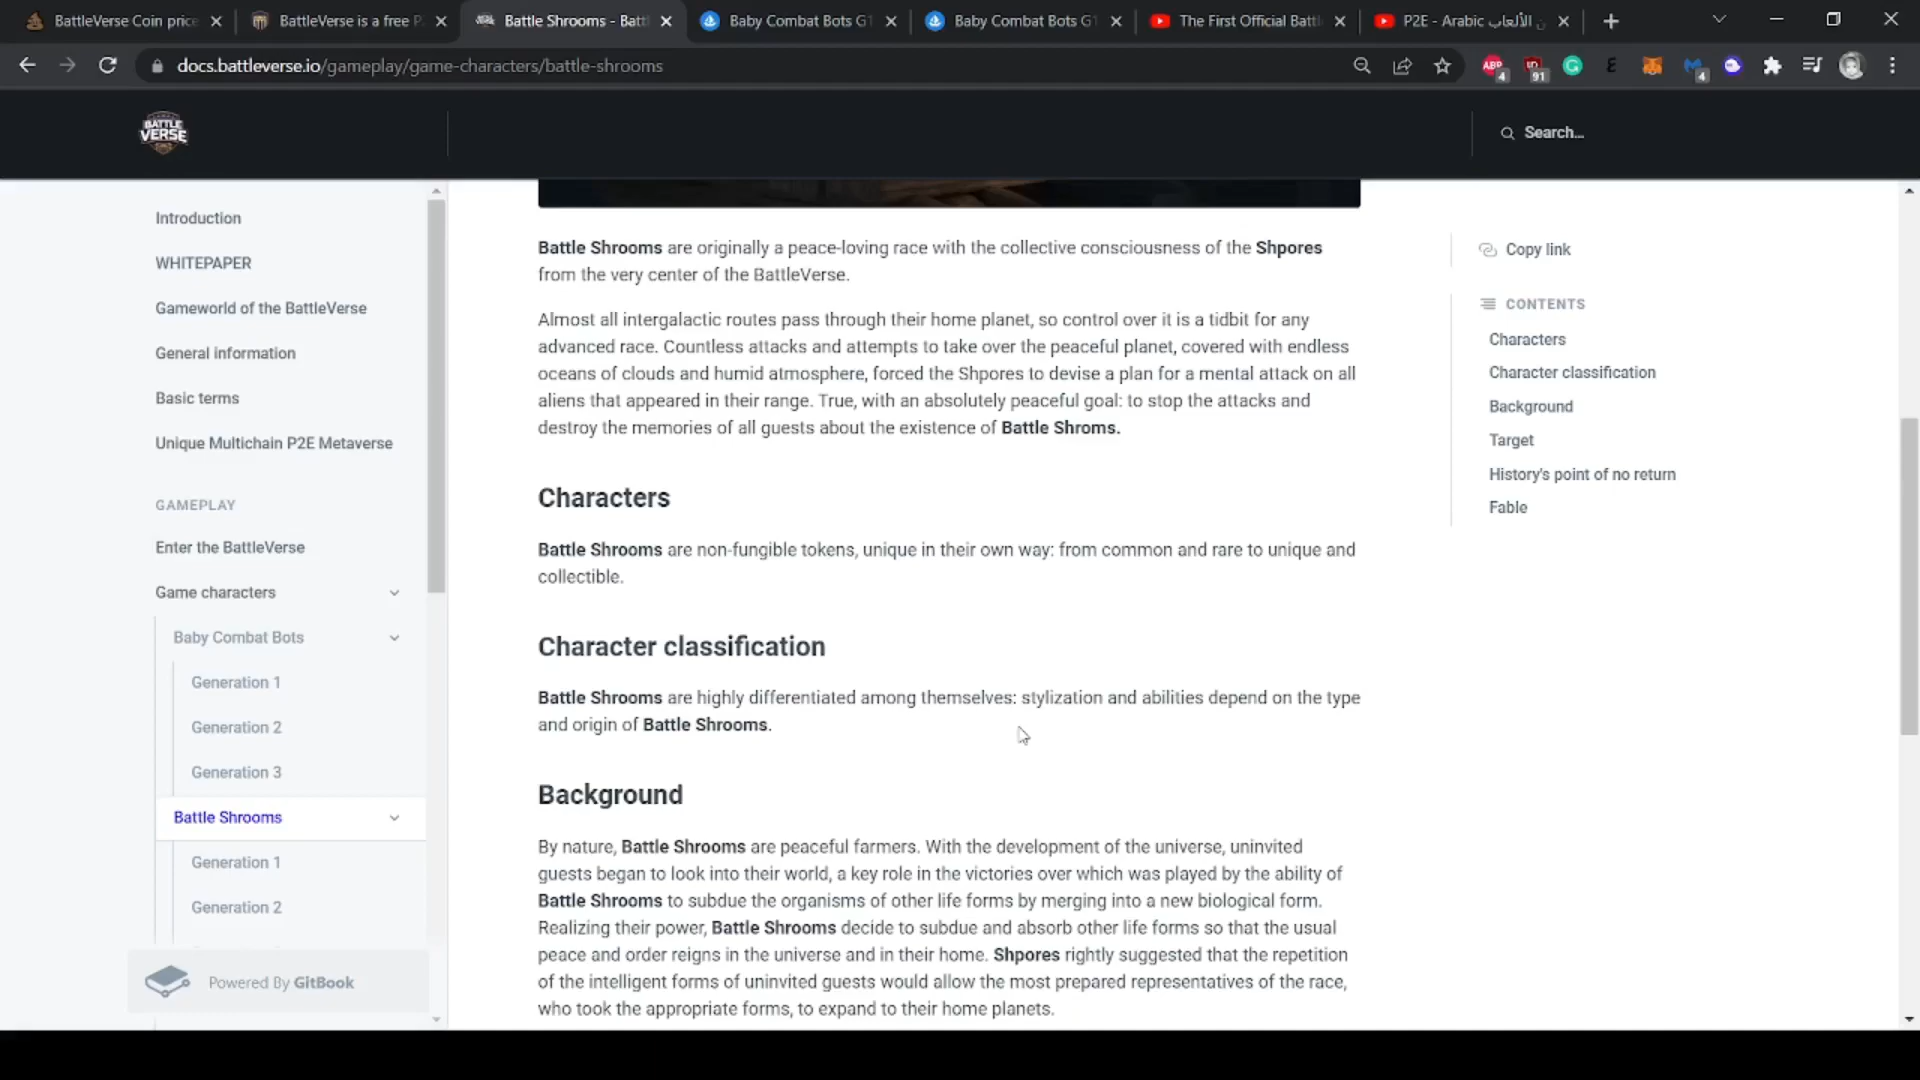 BattleVerse Coin price
BattleVerse is a free P
Battle Shrooms - Batt
Baby Combat Bots G1
Baby Combat Bots G1
The First Official Battl
P2E - Arabic ن الألعاب
docs.battleverse.io/gameplay/game-characters/battle-shrooms
4
91
4
BATTLE
VERSE
Search...
Introduction
WHITEPAPER
Gameworld of the BattleVerse
General information
Basic terms
Unique Multichain P2E Metaverse
GAMEPLAY
Enter the BattleVerse
Game characters
Baby Combat Bots
Generation 1
Generation 2
Generation 3
Battle Shrooms
Generation 1
Generation 2
Powered By GitBook
Battle Shrooms are originally a peace-loving race with the collective consciousness of the Shpores
from the very center of the BattleVerse.
Almost all intergalactic routes pass through their home planet, so control over it is a tidbit for any
advanced race. Countless attacks and attempts to take over the peaceful planet, covered with endless
oceans of clouds and humid atmosphere, forced the Shpores to devise a plan for a mental attack on all
aliens that appeared in their range. True, with an absolutely peaceful goal: to stop the attacks and
destroy the memories of all guests about the existence of Battle Shroms.
Characters
Battle Shrooms are non-fungible tokens, unique in their own way: from common and rare to unique and
collectible.
Character classification
Battle Shrooms are highly differentiated among themselves: stylization and abilities depend on the type
and origin of Battle Shrooms.
Background
By nature, Battle Shrooms are peaceful farmers. With the development of the universe, uninvited
guests began to look into their world, a key role in the victories over which was played by the ability of
Battle Shrooms to subdue the organisms of other life forms by merging into a new biological form.
Realizing their power, Battle Shrooms decide to subdue and absorb other life forms so that the usual
peace and order reigns in the universe and in their home. Shpores rightly suggested that the repetition
of the intelligent forms of uninvited guests would allow the most prepared representatives of the race,
who took the appropriate forms, to expand to their home planets.
Copy link
CONTENTS
Characters
Character classification
Background
Target
History's point of no return
Fable